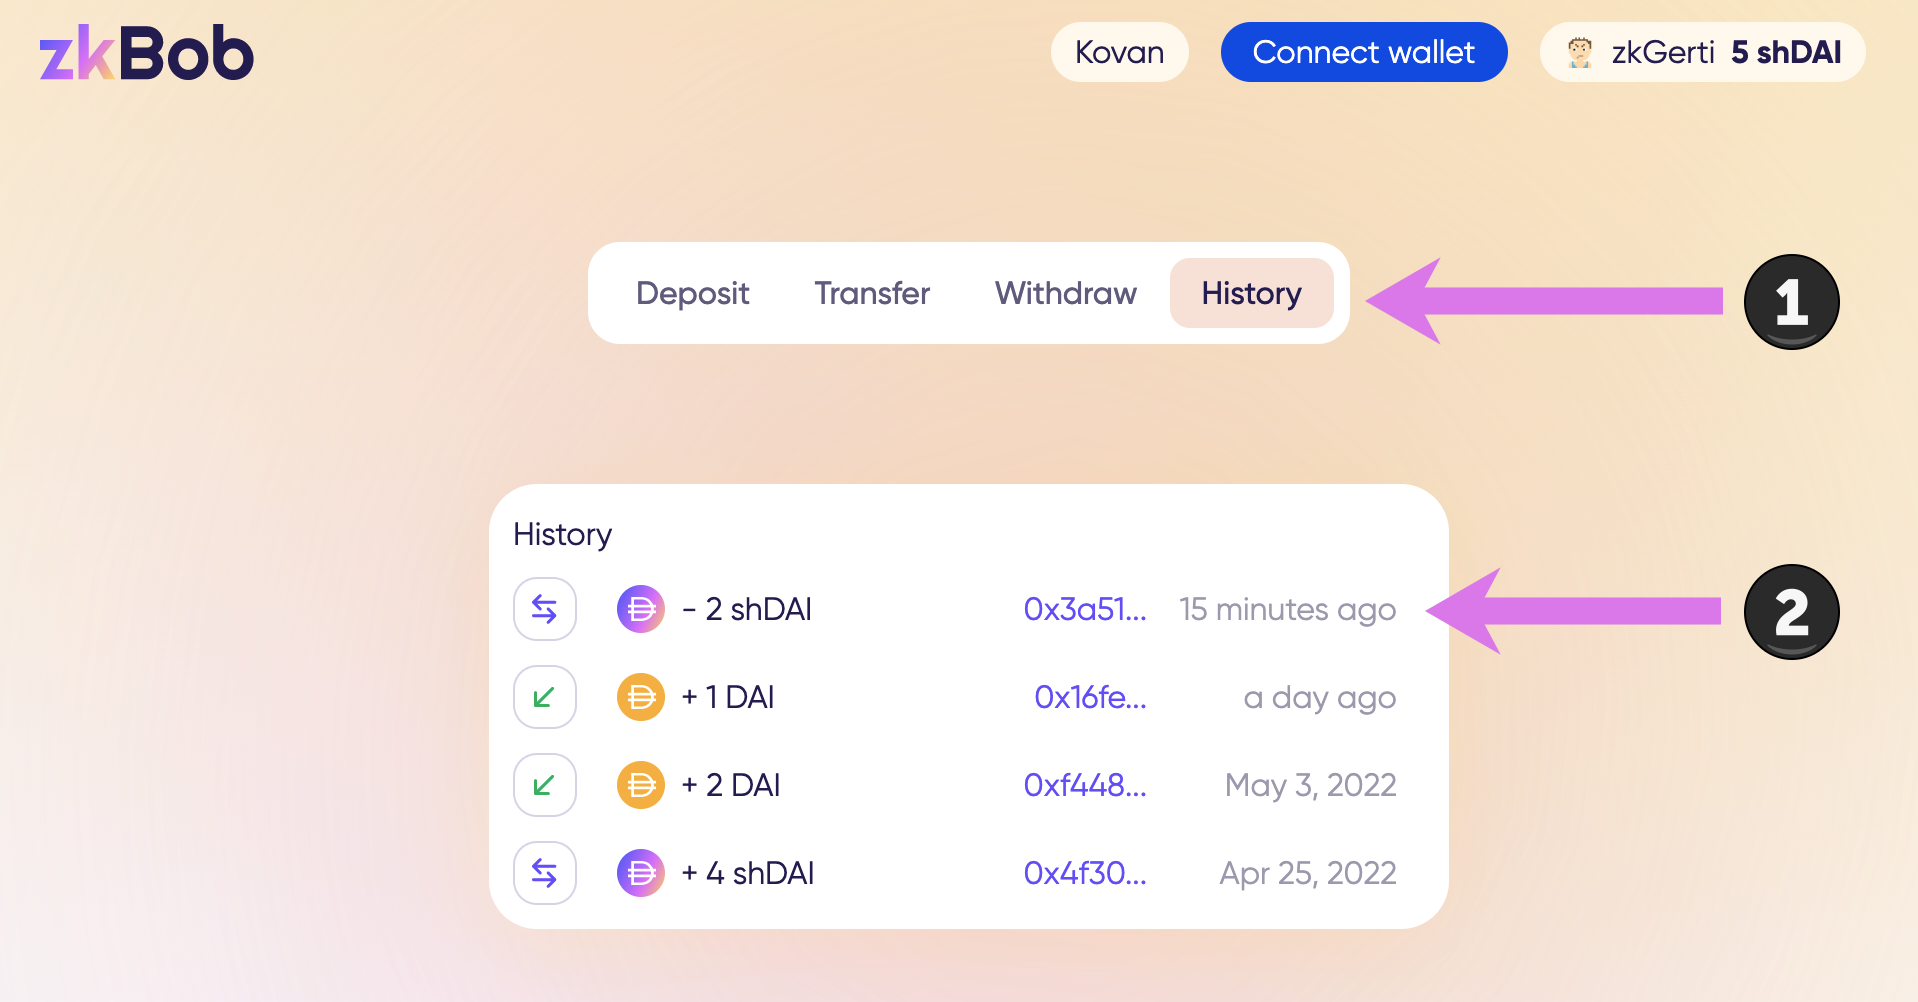 zkBob
Kovan
Connect wallet
zkGerti 5 shDAI
Deposit Transfer Withdraw History
1
History
- 2 shDAI 0x3a51... 15 minutes ago
2
+ 1 DAI 0x16fe... a day ago
+ 2 DAI 0xf448... May 3, 2022
+ 4 shDAI 0x4f30... Apr 25, 2022